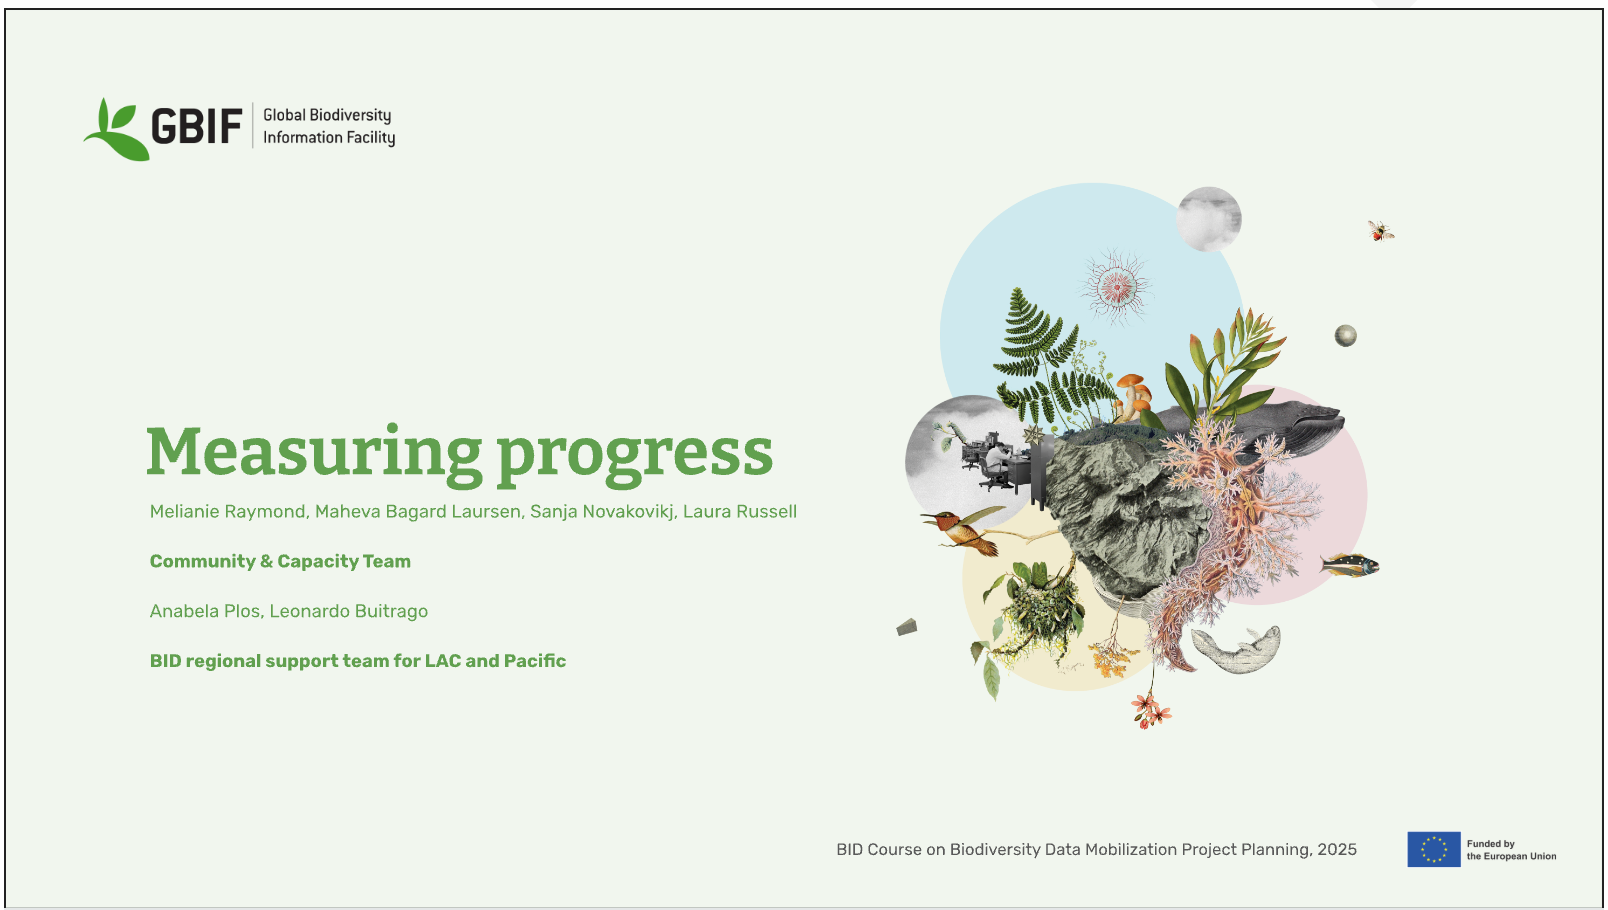 GBIF
Global Biodiversity
Information Facility
Measuring progress
Melianie Raymond, Maheva Bagard Laursen, Sanja Novakovikj, Laura Russell
Community & Capacity Team
Anabela Plos, Leonardo Buitrago
BID regional support team for LAC and Pacific
BID Course on Biodiversity Data Mobilization Project Planning, 2025
Funded by
the European Union